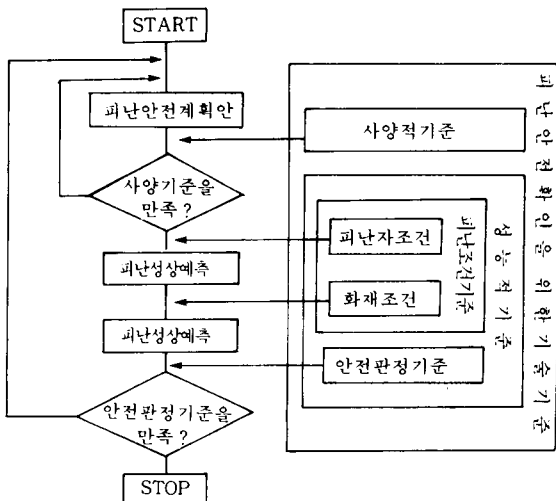 START
피난안전계획안
사양기준을
만족?
피난성상예측
피난성상예측
안전판정기준을
만족?
STOP
사양적기준
피난자조건
화재조건
피난조건기준
안전판정기준
성능적기준
피난안전확인을위한기술기준